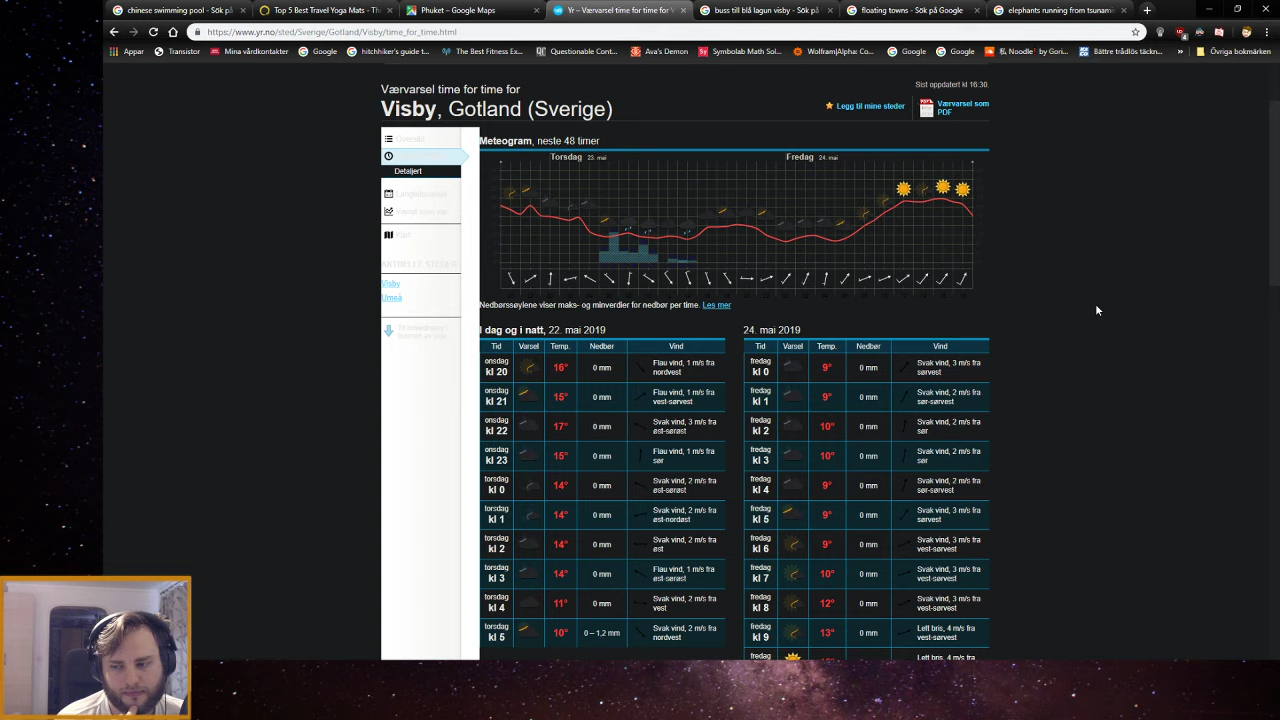 chinese swimming pool - Sök på
Top 5 Best Travel Yoga Mats - The
Phuket – Google Maps
Yr – Værvarsel time for time for V
buss till blå lagun visby - Sök på
floating towns - Sök på Google
elephants running from tsunami
https://www.yr.no/sted/Sverige/Gotland/Visby/time_for_time.html
Appar
Transistor
Mina vårdkontakter
Google
hitchhiker's guide t...
The Best Fitness Ex...
Questionable Cont...
Ava's Demon
Symbolab Math Sol...
Wolfram|Alpha: Co...
Google
Google
Noodle' by Gori...
Bättre trådlös täckn...
Övriga bokmärken
Værvarsel time for time for
Visby, Gotland (Sverige)
Sist oppdatert kl 16:30.
Legg til mine steder
Værvarsel som
PDF
Oversikt
Detaljert
Kart
AKTUELLE STEDER
Visby
Umeå
Meteogram, neste 48 timer
Torsdag 23. mai
Fredag 24. mai
Nedbørssøylene viser maks- og minverdier for nedbør per time. Les mer
I dag og i natt, 22. mai 2019
Tid Varsel Temp. Nedbør Vind
onsdag kl 20 16° 0 mm Flau vind, 1 m/s fra nordvest
onsdag kl 21 15° 0 mm Flau vind, 1 m/s fra vest-sørvest
onsdag kl 22 17° 0 mm Svak vind, 3 m/s fra øst-sørøst
onsdag kl 23 15° 0 mm Flau vind, 1 m/s fra sør
torsdag kl 0 14° 0 mm Svak vind, 2 m/s fra øst-sørøst
torsdag kl 1 14° 0 mm Svak vind, 2 m/s fra øst-nordøst
torsdag kl 2 14° 0 mm Svak vind, 2 m/s fra øst
torsdag kl 3 14° 0 mm Flau vind, 1 m/s fra øst-sørøst
torsdag kl 4 11° 0 mm Svak vind, 2 m/s fra vest
torsdag kl 5 10° 0 – 1,2 mm Svak vind, 2 m/s fra nordvest
24. mai 2019
Tid Varsel Temp. Nedbør Vind
fredag kl 0 9° 0 mm Svak vind, 3 m/s fra sørvest
fredag kl 1 9° 0 mm Svak vind, 2 m/s fra sør-sørvest
fredag kl 2 10° 0 mm Svak vind, 2 m/s fra sør
fredag kl 3 10° 0 mm Svak vind, 2 m/s fra sør
fredag kl 4 9° 0 mm Svak vind, 2 m/s fra sør-sørvest
fredag kl 5 9° 0 mm Svak vind, 3 m/s fra sørvest
fredag kl 6 9° 0 mm Svak vind, 3 m/s fra vest-sørvest
fredag kl 7 10° 0 mm Svak vind, 3 m/s fra vest-sørvest
fredag kl 8 12° 0 mm Svak vind, 3 m/s fra vest-sørvest
fredag kl 9 13° 0 mm Lett bris, 4 m/s fra vest-sørvest
fredag Lett bris, 4 m/s fra